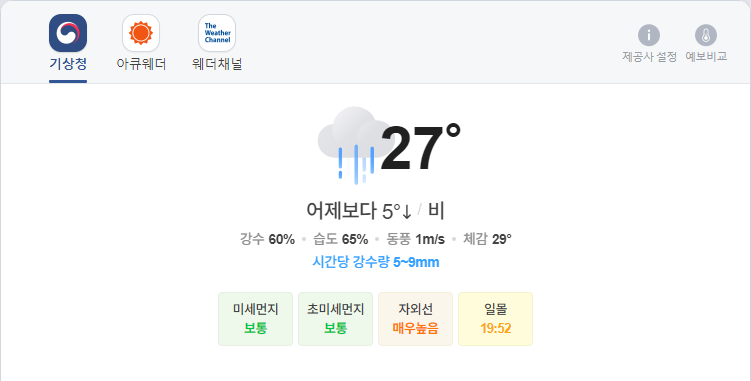 The
Weather
Channel
기상청 아큐웨더 웨더채널
제공사 설정 예보비교
27°
어제보다 5°↓ / 비
강수 60% • 습도 65% • 동풍 1m/s • 체감 29°
시간당 강수량 5~9mm
미세먼지 초미세먼지 자외선 일몰
보통 보통 매우높음 19:52